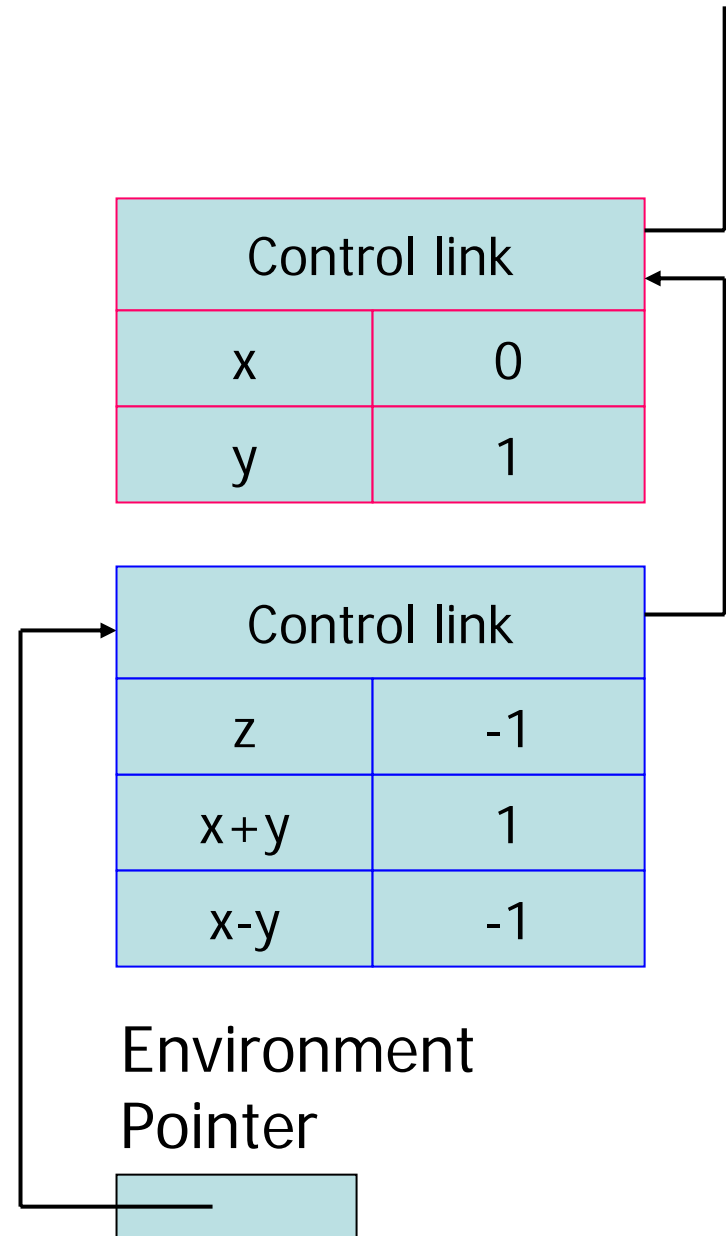 Control link
x 0
y 1
Control link
z -1
x+y 1
x-y -1
Environment
Pointer